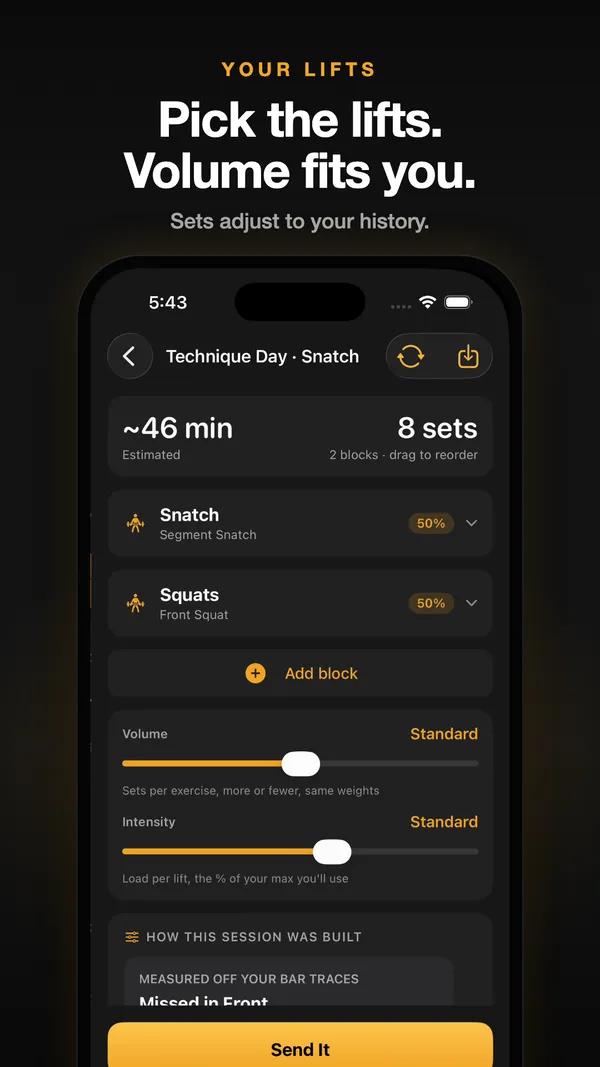 YOUR LIFTS
Pick the lifts.
Volume fits you.
Sets adjust to your history.
5:43
Technique Day · Snatch
~46 min
8 sets
Estimated
2 blocks · drag to reorder
Snatch
Segment Snatch
50%
Squats
Front Squat
50%
Add block
Volume
Standard
Sets per exercise, more or fewer, same weights
Intensity
Standard
Load per lift, the % of your max you'll use
HOW THIS SESSION WAS BUILT
MEASURED OFF YOUR BAR TRACES
Missed in Front
Send It